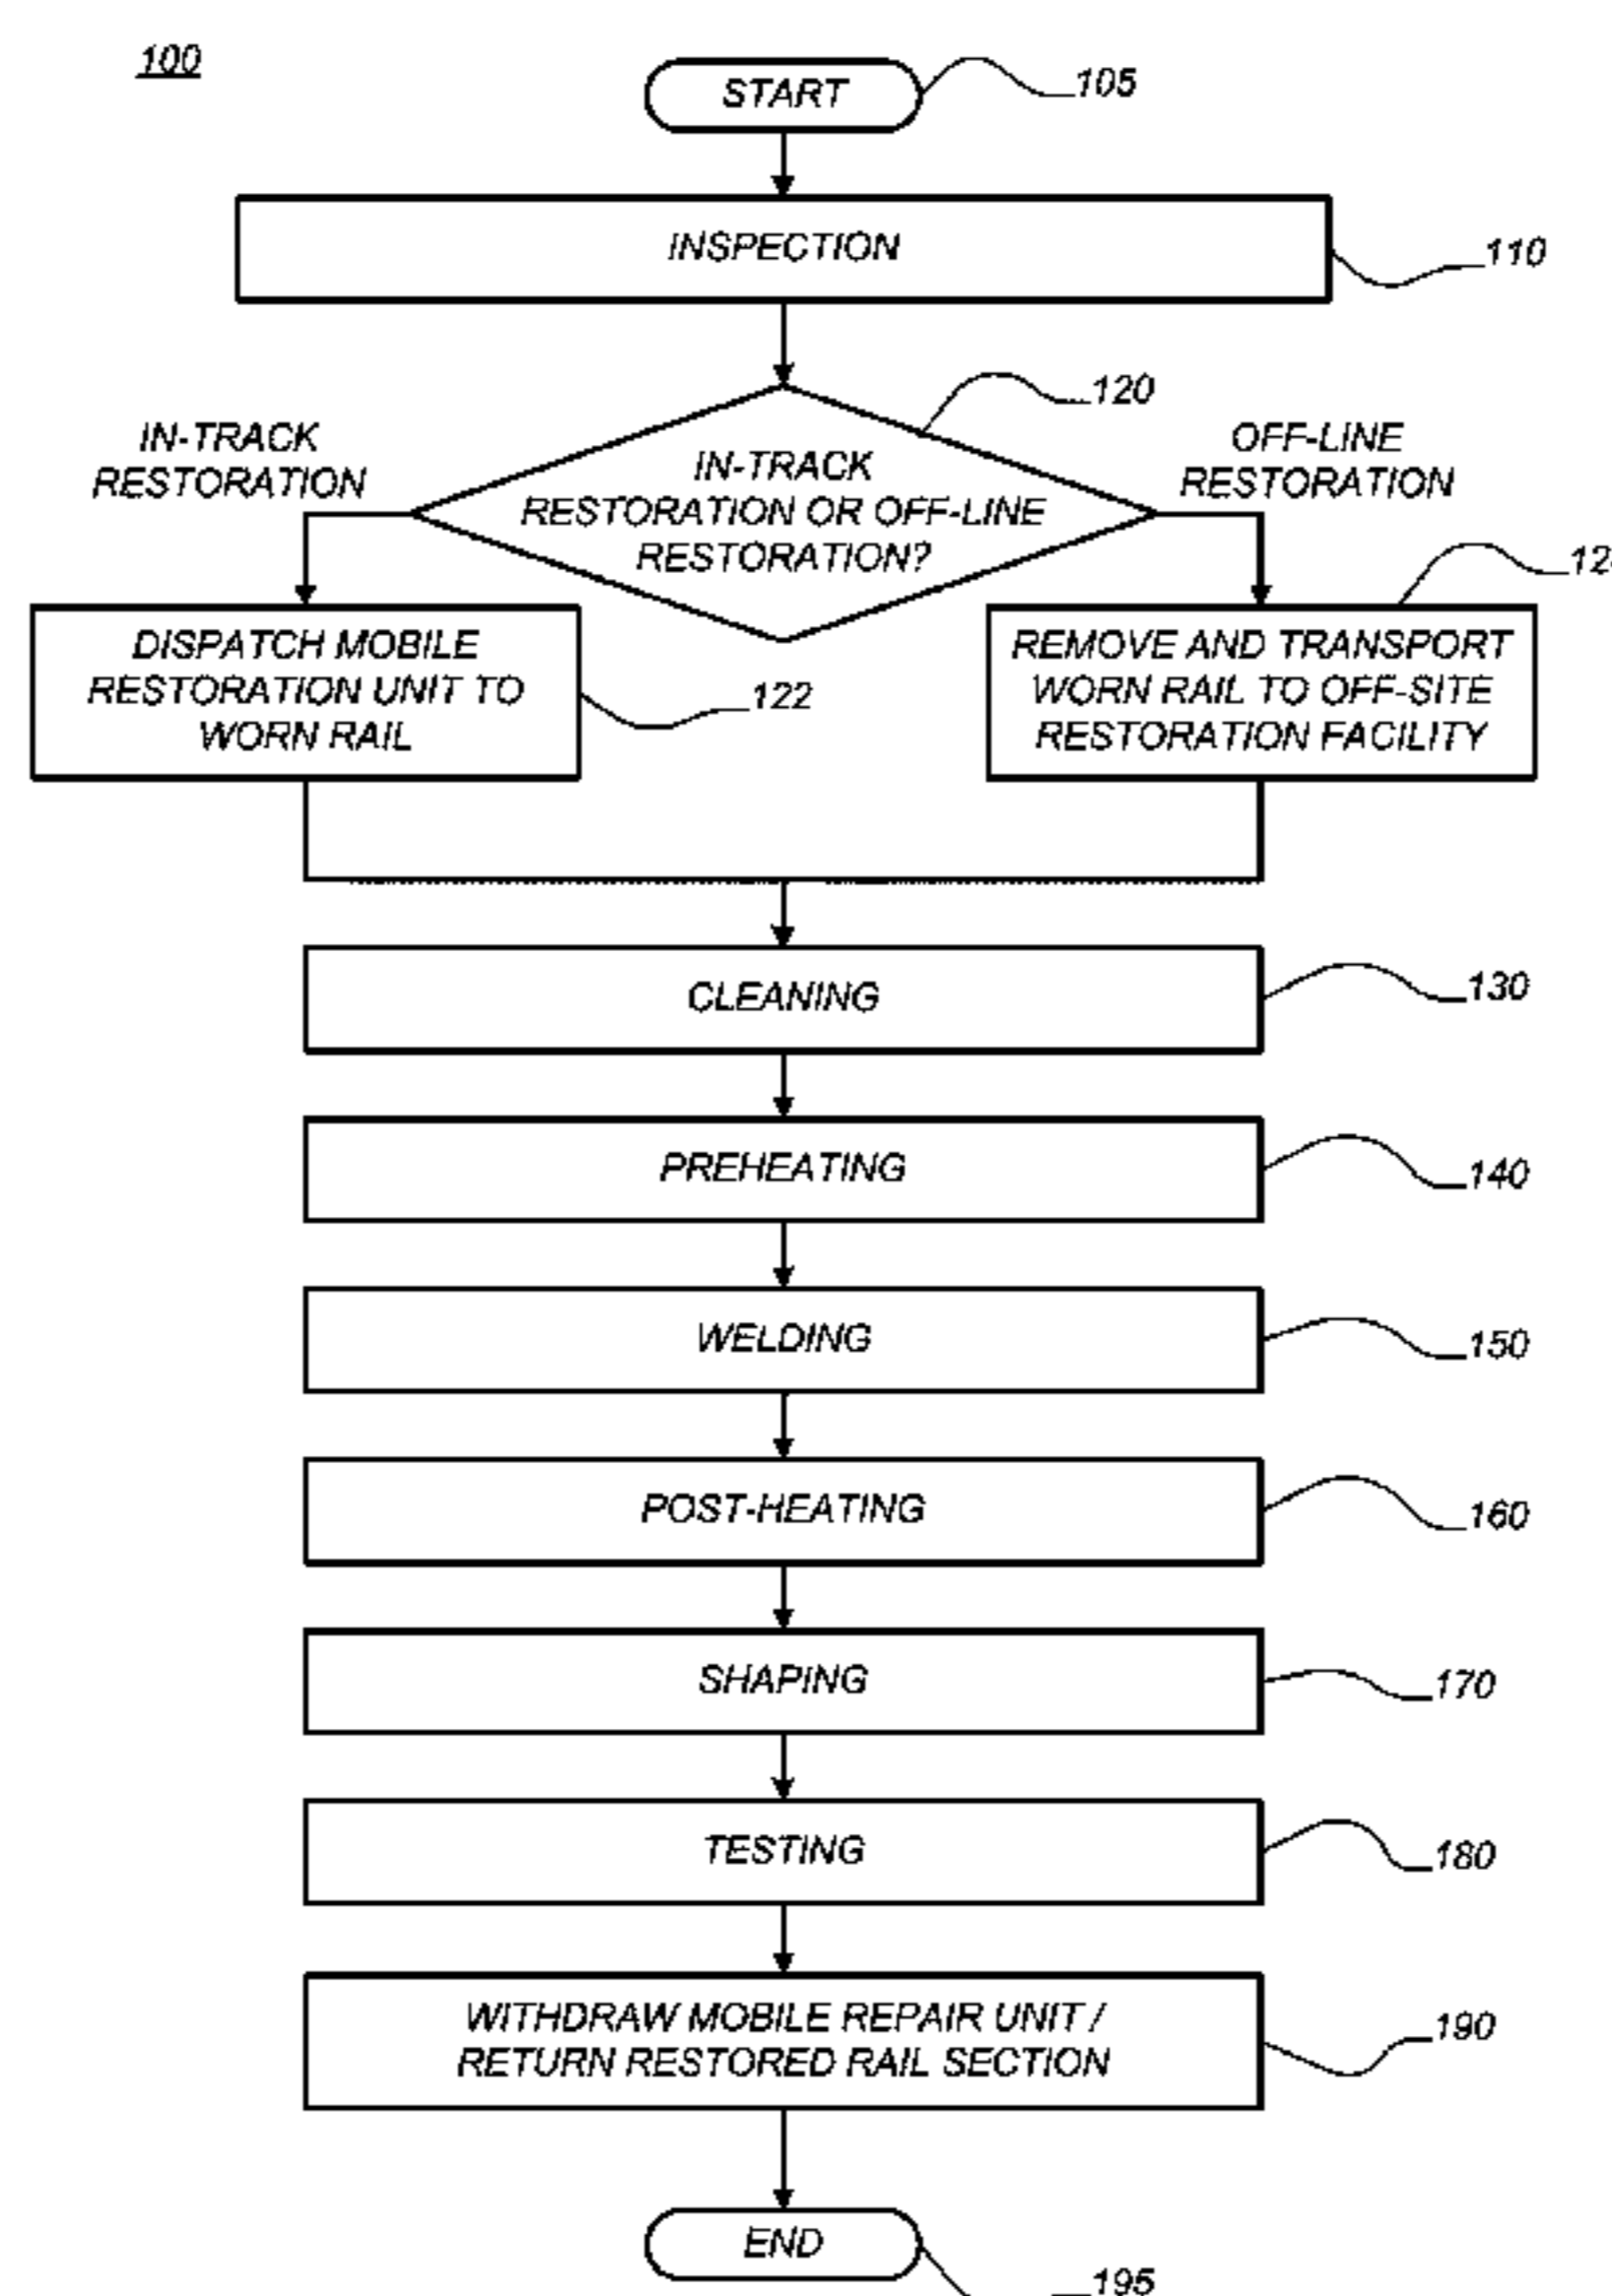 100
START
105
INSPECTION
110
120
IN-TRACK
RESTORATION
IN-TRACK
RESTORATION OR OFF-LINE
RESTORATION?
OFF-LINE
RESTORATION
DISPATCH MOBILE
RESTORATION UNIT TO
WORN RAIL
122
REMOVE AND TRANSPORT
WORN RAIL TO OFF-SITE
RESTORATION FACILITY
CLEANING
130
PREHEATING
140
WELDING
150
POST-HEATING
160
SHAPING
170
TESTING
180
WITHDRAW MOBILE REPAIR UNIT /
RETURN RESTORED RAIL SECTION
190
END
195